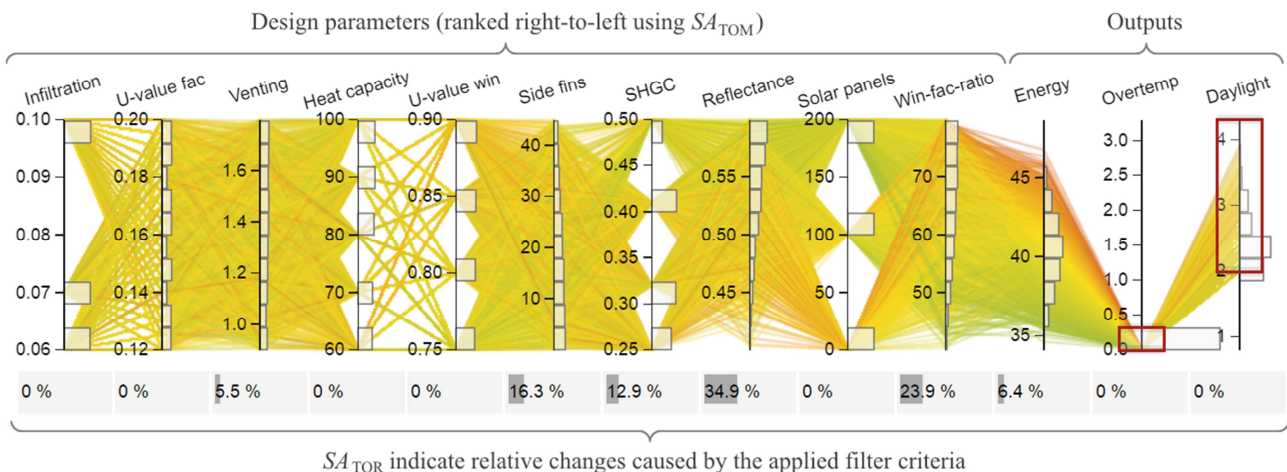 Design parameters (ranked right-to-left using SA_TOM)
Outputs
Infiltration U-value fac Venting Heat capacity U-value win Side fins SHGC Reflectance Solar panels Win-fac-ratio Energy Overtemp Daylight
0.10 0.20 100 0.90 0.50 200
3.0 4
40 0.45
1.6 0.55 70 45
0.09 0.18 90 150 2.5
0.85 30 0.40 2.0 3
1.4
0.08 0.16 80 20 0.50 100 60 1.5
0.35 40
1.2 0.80 1.0 2
0.07 0.14 70 10 0.30 0.45 50 50
1.0 0.5
35 1
0.06 0.12 60 0.75 0.25 0 0.0
0 % 0 % 5.5 % 0 % 0 % 16.3 % 12.9 % 34.9 % 0 % 23.9 % 6.4 % 0 % 0 %
SA_TOR indicate relative changes caused by the applied filter criteria